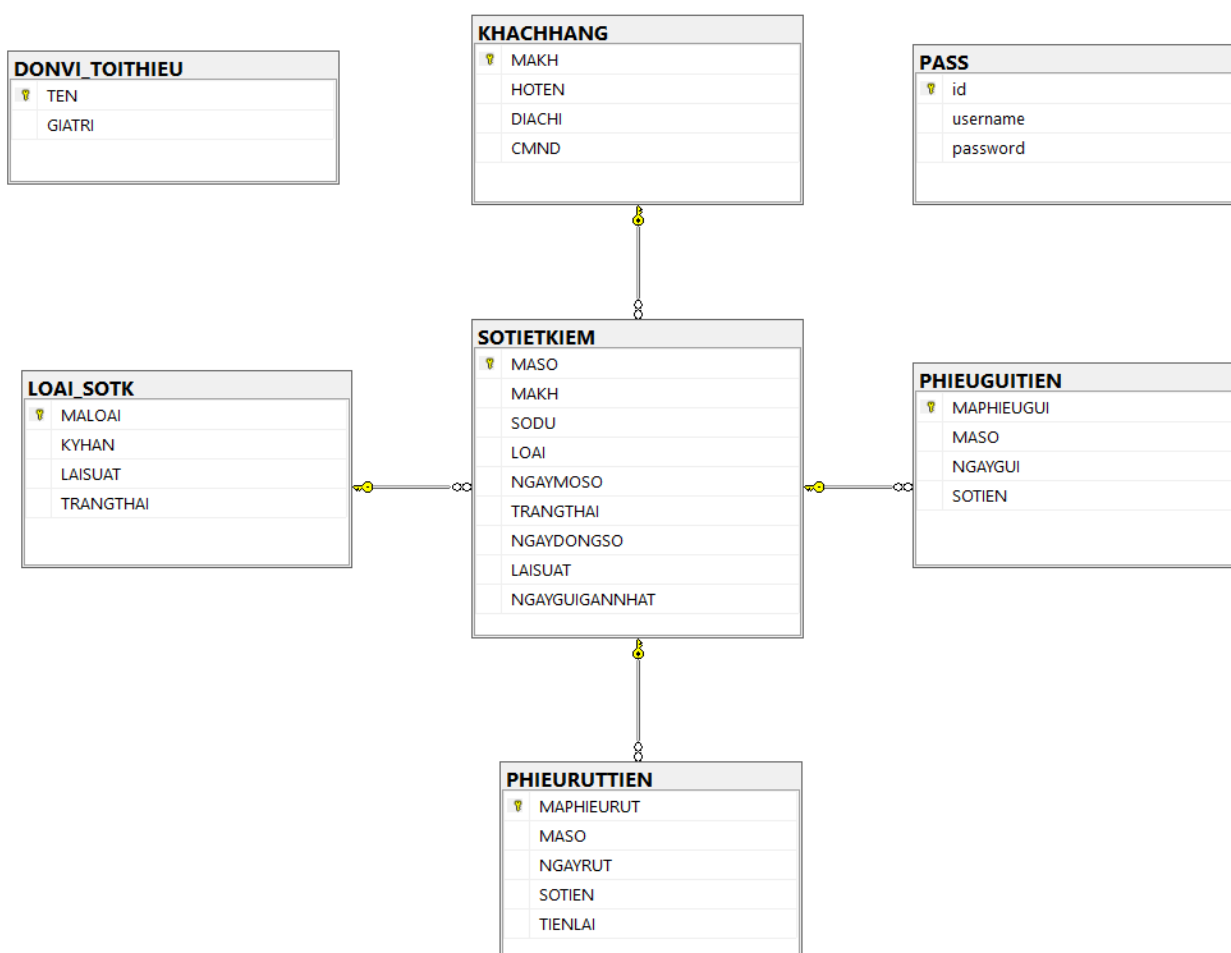 DONVI_TOITHIEU
TEN
GIATRI
KHACHHANG
MAKH
HOTEN
DIACHI
CMND
PASS
id
username
password
LOAI_SOTK
MALOAI
KYHAN
LAISUAT
TRANGTHAI
SOTIETKIEM
MASO
MAKH
SODU
LOAI
NGAYMOSO
TRANGTHAI
NGAYDONGSO
LAISUAT
NGAYGUIGANNHAT
PHIEUGUITIEN
MAPHIEUGUI
MASO
NGAYGUI
SOTIEN
PHIEURUTTIEN
MAPHIEURUT
MASO
NGAYRUT
SOTIEN
TIENLAI